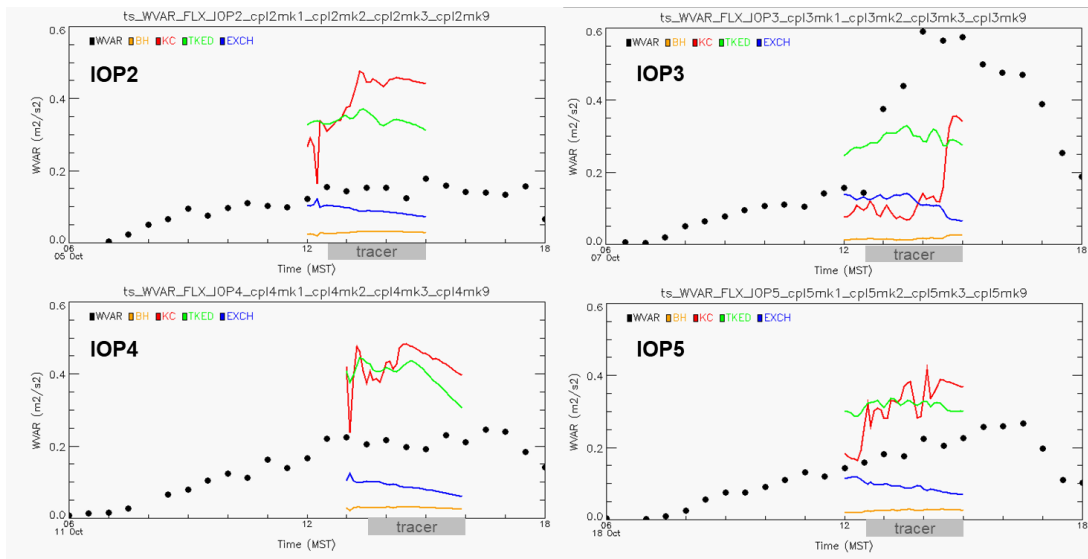 ts_WVAR_FLX_IOP2_cpl2mk1_cpl2mk2_cpl2mk3_cpl2mk9
WVAR BH KC TKED EXCH
IOP2
WVAR (m2/s2)
0.6
0.4
0.2
0.0
06
12
18
05 Oct
tracer
Time (MST)
ts_WVAR_FLX_IOP3_cpl3mk1_cpl3mk2_cpl3mk3_cpl3mk9
WVAR BH KC TKED EXCH
IOP3
WVAR (m2/s2)
0.6
0.4
0.2
0.0
06
12
18
07 Oct
tracer
Time (MST)
ts_WVAR_FLX_IOP4_cpl4mk1_cpl4mk2_cpl4mk3_cpl4mk9
WVAR BH KC TKED EXCH
IOP4
WVAR (m2/s2)
0.6
0.4
0.2
0.0
06
12
18
11 Oct
tracer
Time (MST)
ts_WVAR_FLX_IOP5_cpl5mk1_cpl5mk2_cpl5mk3_cpl5mk9
WVAR BH KC TKED EXCH
IOP5
WVAR (m2/s2)
0.6
0.4
0.2
0.0
06
12
18
18 Oct
tracer
Time (MST)